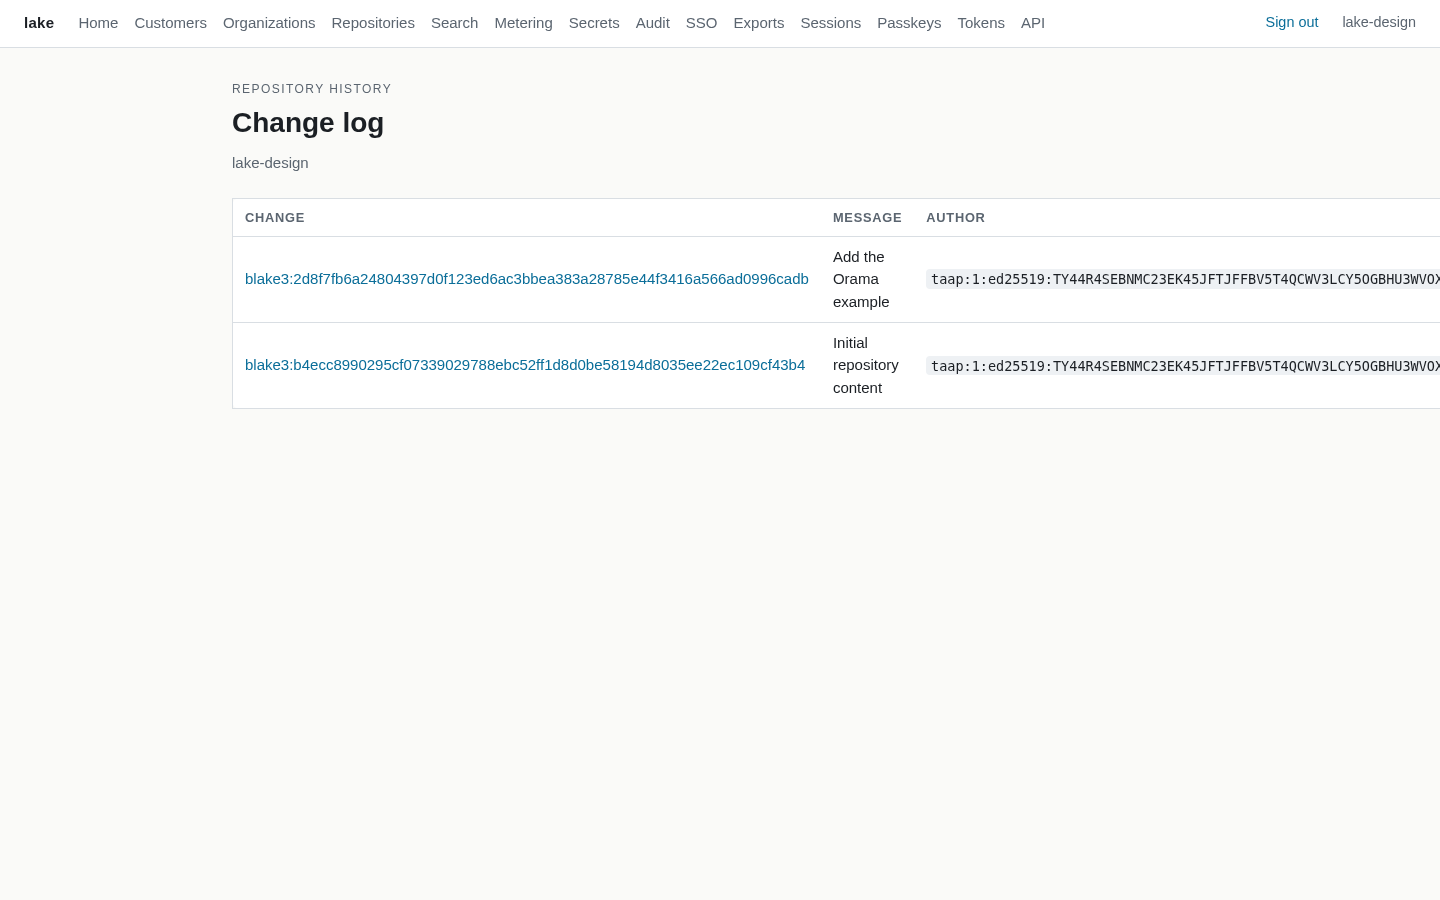 lake Home Customers Organizations Repositories Search Metering Secrets Audit SSO Exports Sessions Passkeys Tokens API Sign out lake-design
REPOSITORY HISTORY
Change log
lake-design
CHANGE MESSAGE AUTHOR
blake3:2d8f7fb6a24804397d0f123ed6ac3bbea383a28785e44f3416a566ad0996cadb Add the Orama example taap:1:ed25519:TY44R4SEBNMC23EK45JFTJFFBV5T4QCWV3LCY5OGBHU3WVOX
blake3:b4ecc8990295cf07339029788ebc52ff1d8d0be58194d8035ee22ec109cf43b4 Initial repository content taap:1:ed25519:TY44R4SEBNMC23EK45JFTJFFBV5T4QCWV3LCY5OGBHU3WVOX